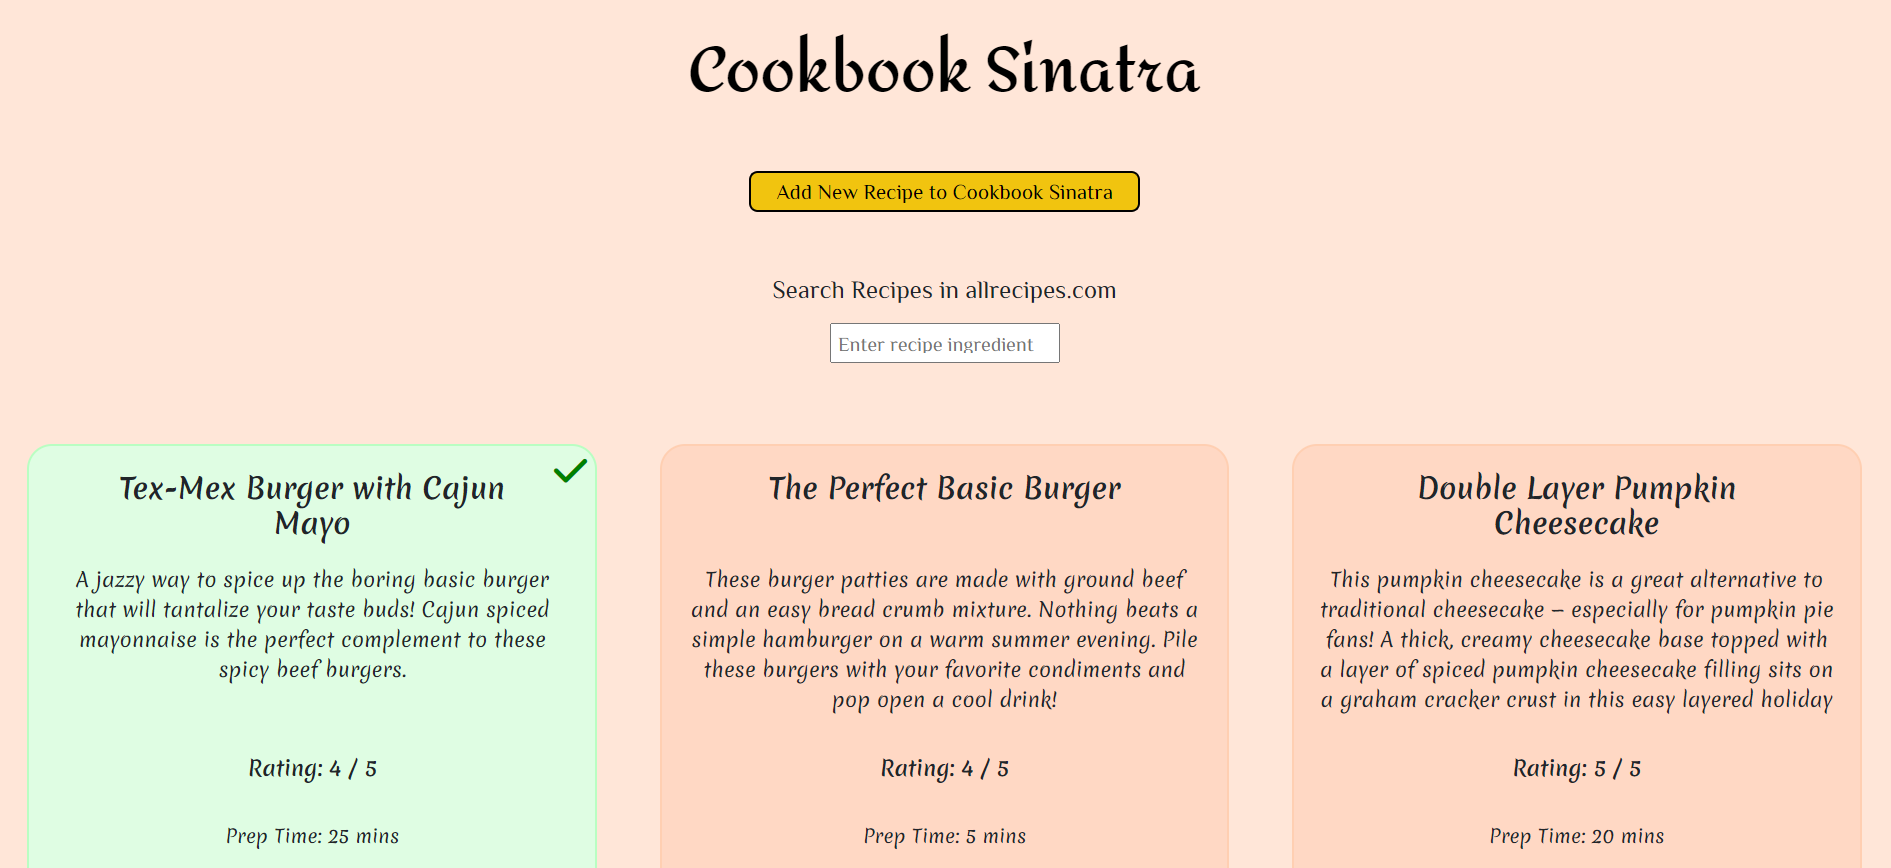 Cookbook Sinatra
Add New Recipe to Cookbook Sinatra
Search Recipes in allrecipes.com
Enter recipe ingredient
Tex-Mex Burger with Cajun
Mayo
A jazzy way to spice up the boring basic burger
that will tantalize your taste buds! Cajun spiced
mayonnaise is the perfect complement to these
spicy beef burgers.
Rating: 4 / 5
Prep Time: 25 mins
The Perfect Basic Burger
These burger patties are made with ground beef
and an easy bread crumb mixture. Nothing beats a
simple hamburger on a warm summer evening. Pile
these burgers with your favorite condiments and
pop open a cool drink!
Rating: 4 / 5
Prep Time: 5 mins
Double Layer Pumpkin
Cheesecake
This pumpkin cheesecake is a great alternative to
traditional cheesecake — especially for pumpkin pie
fans! A thick, creamy cheesecake base topped with
a layer of spiced pumpkin cheesecake filling sits on
a graham cracker crust in this easy layered holiday
Rating: 5 / 5
Prep Time: 20 mins